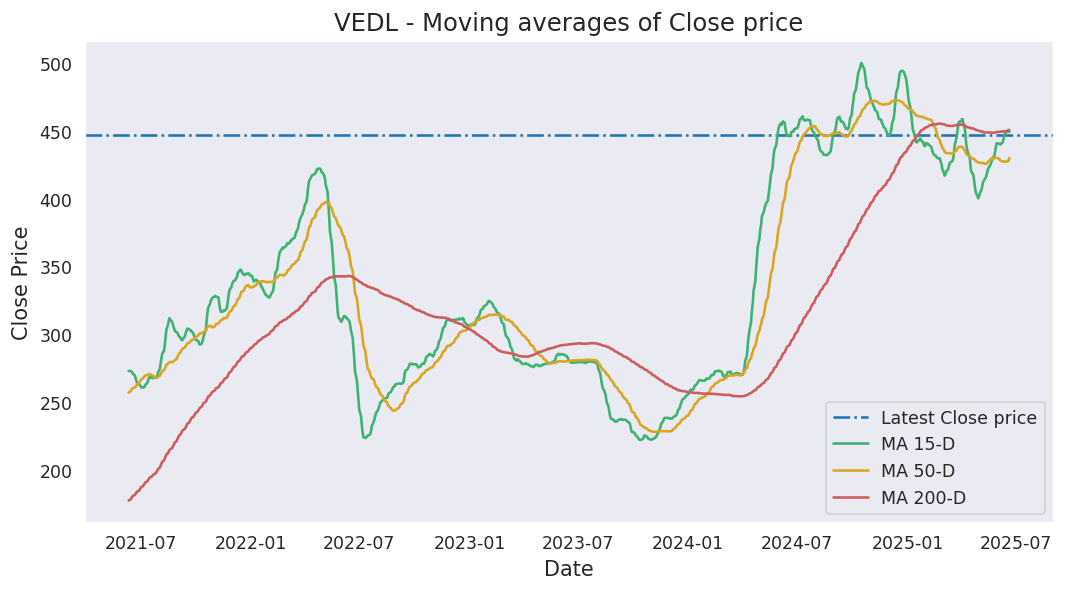 VEDL - Moving averages of Close price
500
450
400
350
300
250
200
Close Price
2021-07
2022-01
2022-07
2023-01
2023-07
2024-01
2024-07
2025-01
2025-07
Date
Latest Close price
MA 15-D
MA 50-D
MA 200-D